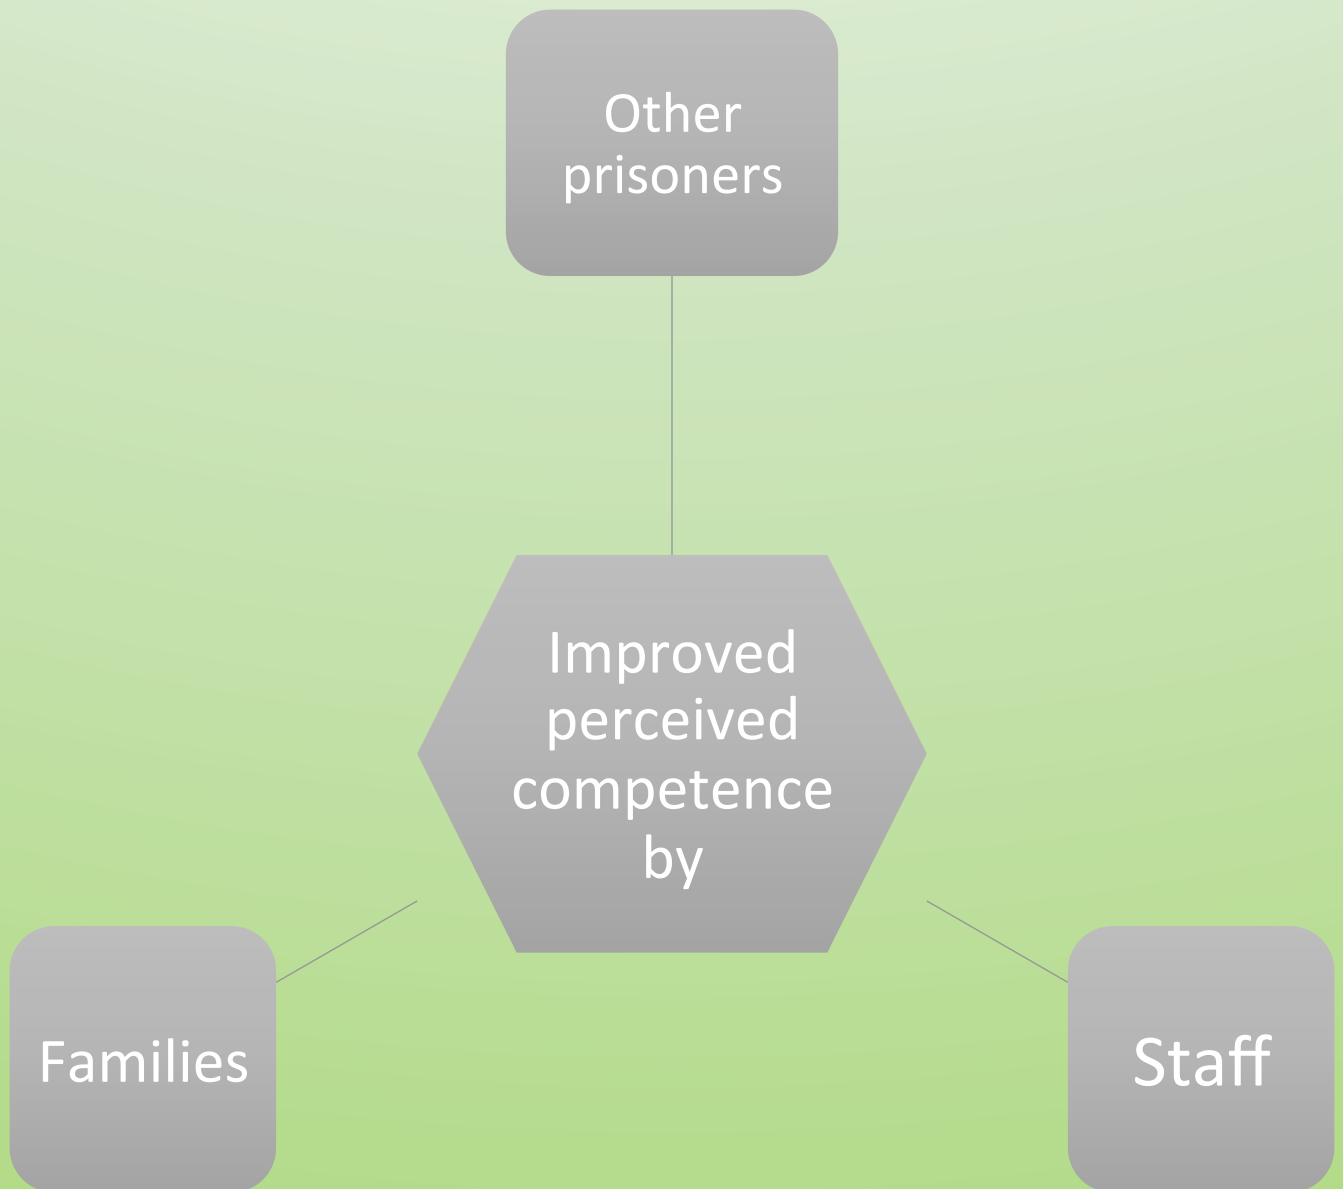 Other
prisoners
Improved
perceived
competence
by
Families
Staff